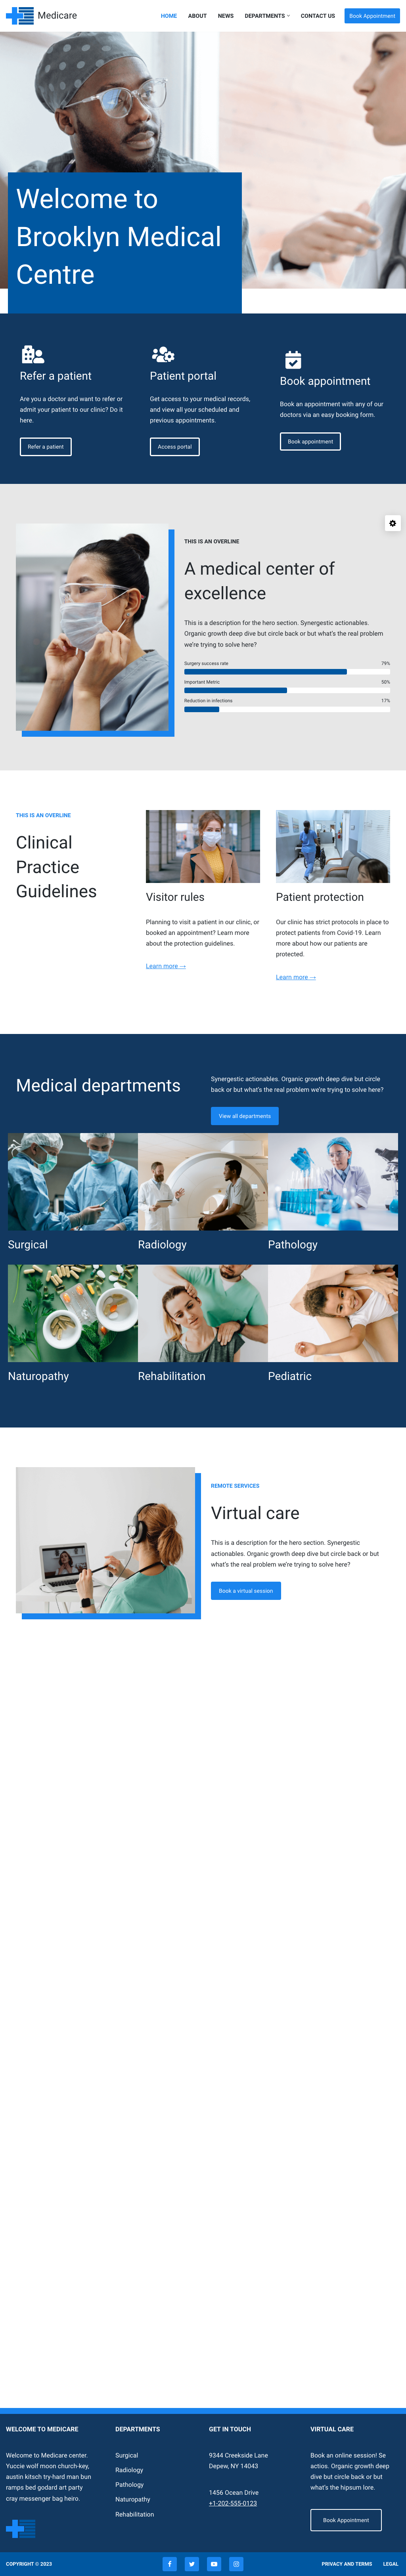 Medicare
HOME
ABOUT
NEWS
DEPARTMENTS
CONTACT US
Book Appointment
Welcome to
Brooklyn Medical
Centre
Refer a patient
Are you a doctor and want to refer or
admit your patient to our clinic? Do it
here.
Refer a patient
Patient portal
Get access to your medical records,
and view all your scheduled and
previous appointments.
Access portal
Book appointment
Book an appointment with any of our
doctors via an easy booking form.
Book appointment
THIS IS AN OVERLINE
A medical center of
excellence
This is a description for the hero section. Synergestic actionables.
Organic growth deep dive but circle back or but what's the real problem
we're trying to solve here?
Surgery success rate 79%
Important Metric. 50%
Reduction in infections 17%
THIS IS AN OVERLINE
Clinical
Practice
Guidelines
Visitor rules
Planning to visit a patient in our clinic, or
booked an appointment? Learn more
about the protection guidelines.
Learn more →
Patient protection
Our clinic has strict protocols in place to
protect patients from Covid-19. Learn
more about how our patients are
protected.
Learn more →
Medical departments
Synergestic actionables. Organic growth deep dive but circle
back or but what's the real problem we're trying to solve here?
View all departments
Surgical
Radiology
Pathology
Naturopathy
Rehabilitation
Pediatric
REMOTE SERVICES
Virtual care
This is a description for the hero section. Synergestic
actionables. Organic growth deep dive but circle back or but
what's the real problem we're trying to solve here?
Book a virtual session
WELCOME TO MEDICARE
Welcome to Medicare center.
Yuccie wolf moon church-key,
austin kitsch try-hard man bun
ramps bed godard art party
cray messenger bag heiro.
DEPARTMENTS
Surgical
Radiology
Pathology
Naturopathy
Rehabilitation
GET IN TOUCH
9344 Creekside Lane
Depew, NY 14043
1456 Ocean Drive
+1-202-555-0123
VIRTUAL CARE
Book an online session! Se
actios. Organic growth deep
dive but circle back or but
what's the hipsum lore.
Book Appointment
COPYRIGHT © 2023
PRIVACY AND TERMS
LEGAL